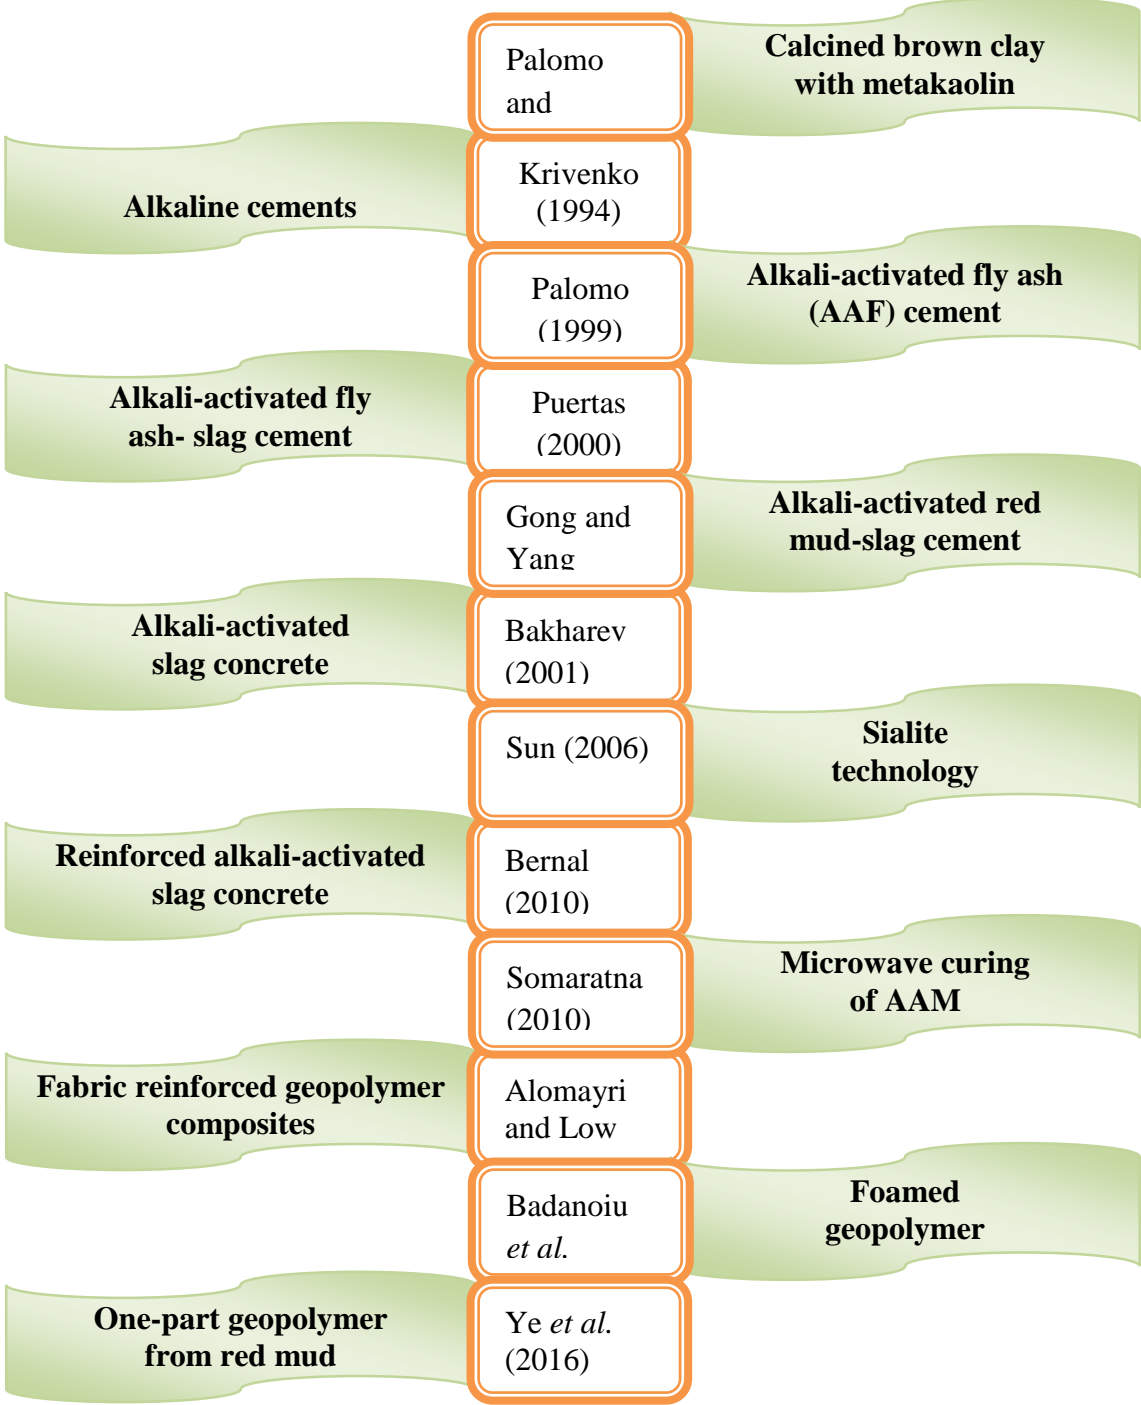 Palomo
and
Calcined brown clay
with metakaolin
Alkaline cements
Krivenko
(1994)
Palomo
(1999)
Alkali-activated fly ash
(AAF) cement
Alkali-activated fly
ash- slag cement
Puertas
(2000)
Gong and
Yang
Alkali-activated red
mud-slag cement
Alkali-activated
slag concrete
Bakharev
(2001)
Sun (2006)
Sialite
technology
Reinforced alkali-activated
slag concrete
Bernal
(2010)
Somaratna
(2010)
Microwave curing
of AAM
Fabric reinforced geopolymer
composites
Alomayri
and Low
Badanoiu
et al.
Foamed
geopolymer
One-part geopolymer
from red mud
Ye et al.
(2016)